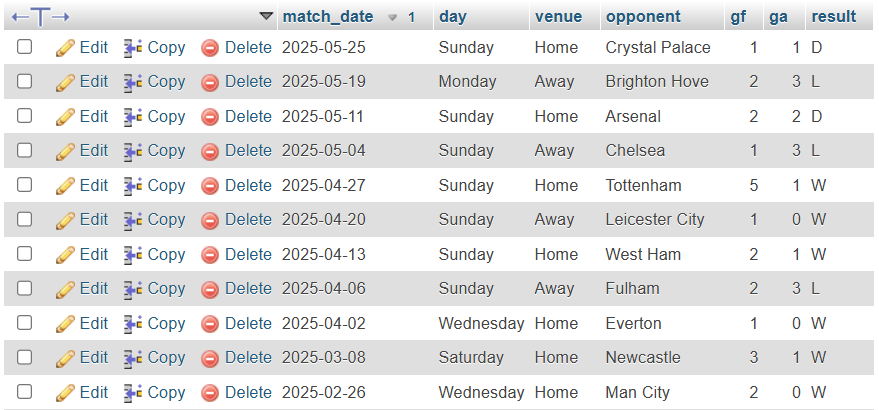 match_date 1 day venue opponent gf ga result
Edit Copy Delete 2025-05-25 Sunday Home Crystal Palace 1 1 D
Edit Copy Delete 2025-05-19 Monday Away Brighton Hove 2 3 L
Edit Copy Delete 2025-05-11 Sunday Home Arsenal 2 2 D
Edit Copy Delete 2025-05-04 Sunday Away Chelsea 1 3 L
Edit Copy Delete 2025-04-27 Sunday Home Tottenham 5 1 W
Edit Copy Delete 2025-04-20 Sunday Away Leicester City 1 0 W
Edit Copy Delete 2025-04-13 Sunday Home West Ham 2 1 W
Edit Copy Delete 2025-04-06 Sunday Away Fulham 2 3 L
Edit Copy Delete 2025-04-02 Wednesday Home Everton 1 0 W
Edit Copy Delete 2025-03-08 Saturday Home Newcastle 3 1 W
Edit Copy Delete 2025-02-26 Wednesday Home Man City 2 0 W